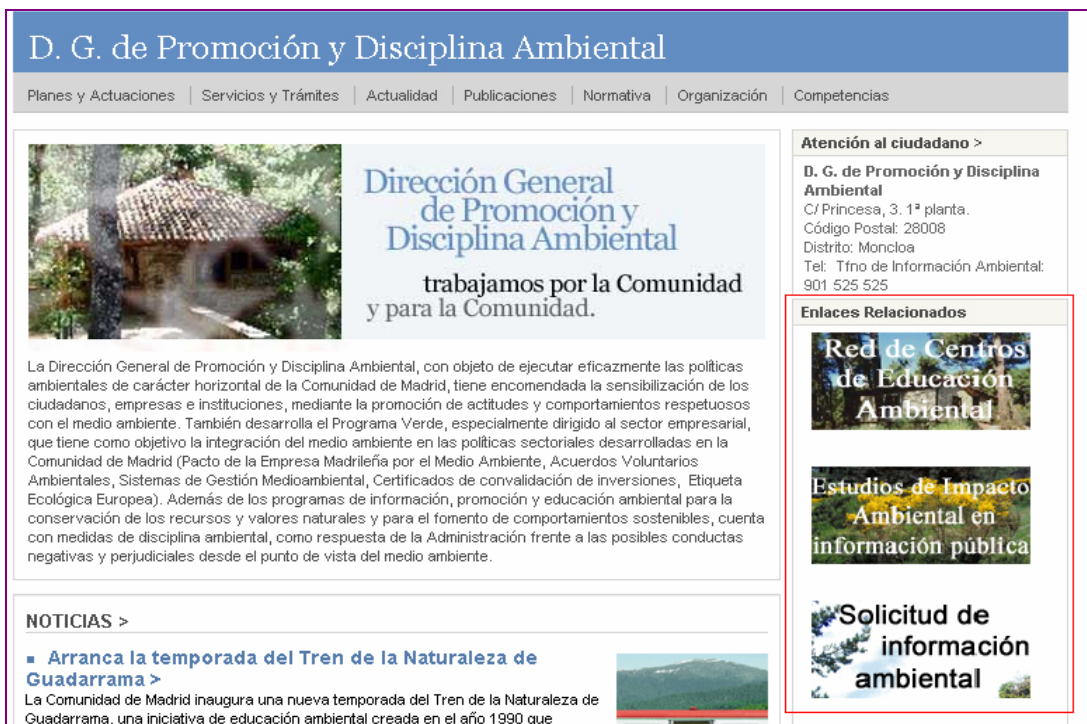 D. G. de Promoción y Disciplina Ambiental
Planes y Actuaciones | Servicios y Trámites | Actualidad | Publicaciones | Normativa | Organización | Competencias
Dirección General
de Promoción y
Disciplina Ambiental
trabajamos por la Comunidad
y para la Comunidad.
La Dirección General de Promoción y Disciplina Ambiental, con objeto de ejecutar eficazmente las políticas
ambientales de carácter horizontal de la Comunidad de Madrid, tiene encomendada la sensibilización de los
ciudadanos, empresas e instituciones, mediante la promoción de actitudes y comportamientos respetuosos
con el medio ambiente. También desarrolla el Programa Verde, especialmente dirigido al sector empresarial,
que tiene como objetivo la integración del medio ambiente en las políticas sectoriales desarrolladas en la
Comunidad de Madrid (Pacto de la Empresa Madrileña por el Medio Ambiente, Acuerdos Voluntarios
Ambientales, Sistemas de Gestión Medioambiental, Certificados de convalidación de inversiones, Etiqueta
Ecológica Europea). Además de los programas de información, promoción y educación ambiental para la
conservación de los recursos y valores naturales y para el fomento de comportamientos sostenibles, cuenta
con medidas de disciplina ambiental, como respuesta de la Administración frente a las posibles conductas
negativas y perjudiciales desde el punto de vista del medio ambiente.
NOTICIAS >
Arranca la temporada del Tren de la Naturaleza de
Guadarrama >
La Comunidad de Madrid inaugura una nueva temporada del Tren de la Naturaleza de
Guadarrama, una iniciativa de educación ambiental creada en el año 1990 que
Atención al ciudadano >
D. G. de Promoción y Disciplina
Ambiental
C/ Princesa, 3. 1ª planta.
Código Postal: 28008
Distrito: Moncloa
Tel: Tfno de Información Ambiental:
901 525 525
Enlaces Relacionados
Red de Centros
de Educación
Ambiental
Estudios de Impacto
Ambiental en
información pública
Solicitud de
información
ambiental